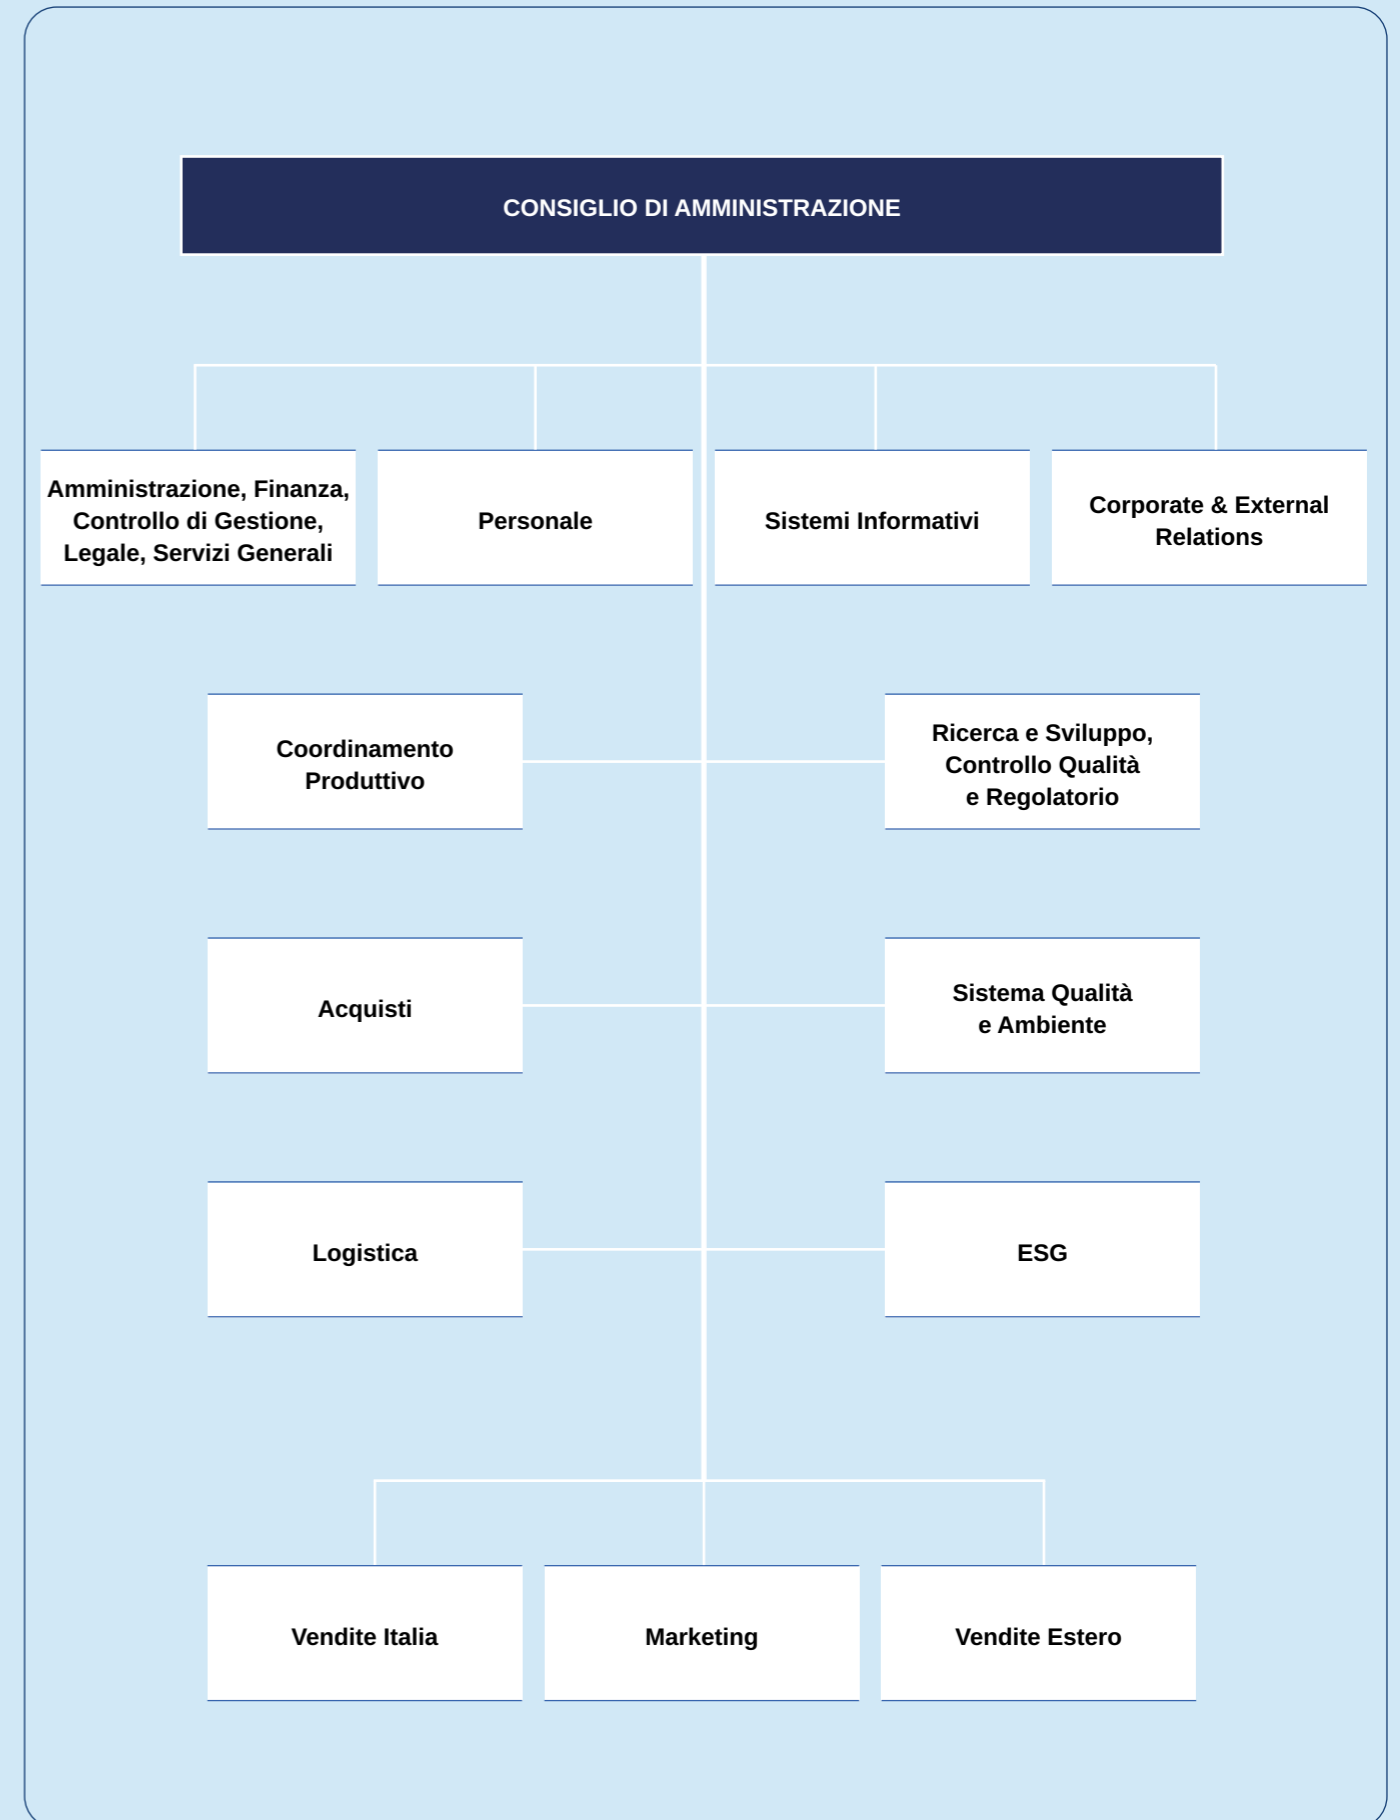 CONSIGLIO DI AMMINISTRAZIONE
Amministrazione, Finanza,
Controllo di Gestione,
Legale, Servizi Generali
Personale
Sistemi Informativi
Corporate & External
Relations
Coordinamento
Produttivo
Ricerca e Sviluppo,
Controllo Qualità
e Regolatorio
Acquisti
Sistema Qualità
e Ambiente
Logistica
ESG
Vendite Italia
Marketing
Vendite Estero